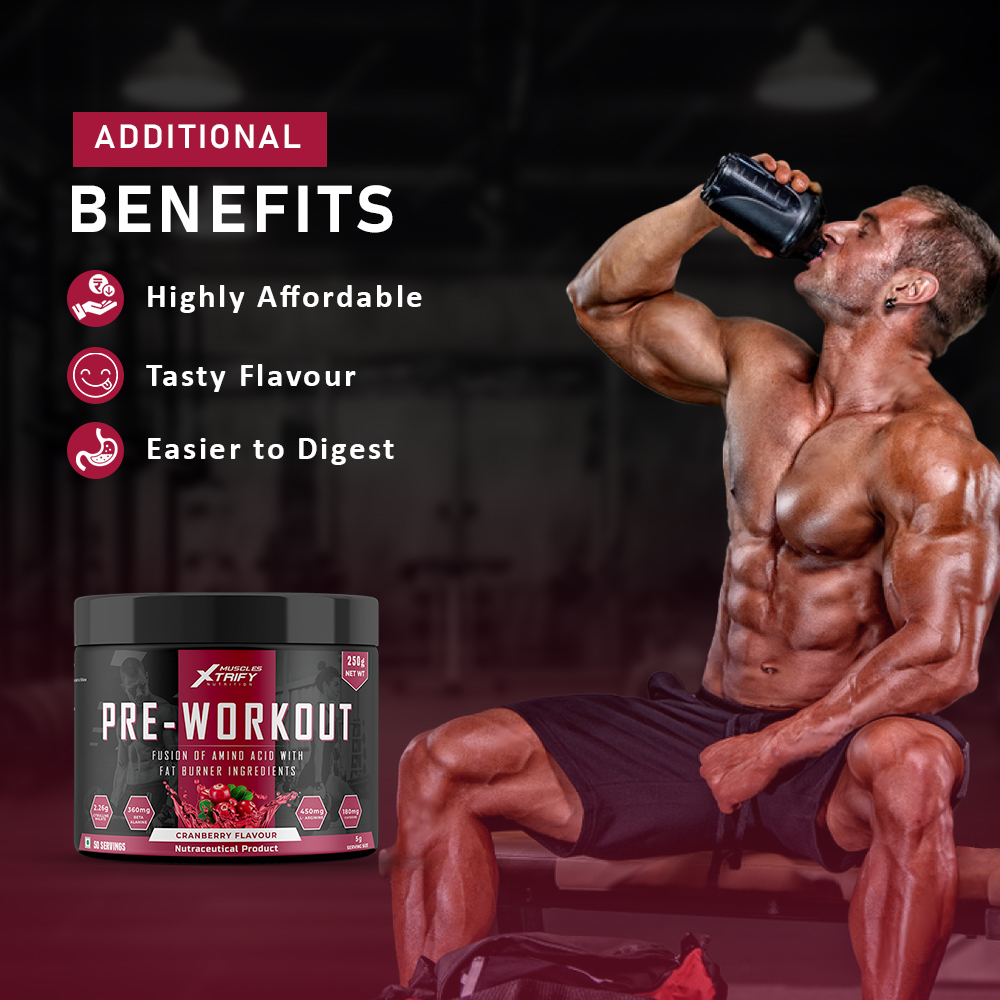 ADDITIONAL
BENEFITS
Highly Affordable
Tasty Flavour
Easier to Digest
MUSCLES
XTRIFY
NUTRITION
250g
NET WT
PRE-WORKOUT
FUSION OF AMINO ACID WITH
FAT BURNER INGREDIENTS
2.26g
360mg
BETA
ALANINE
450mg
L-ARGININE
180mg
CRANBERRY FLAVOUR
50 SERVINGS
Nutraceutical Product
5g
SERVING SIZE